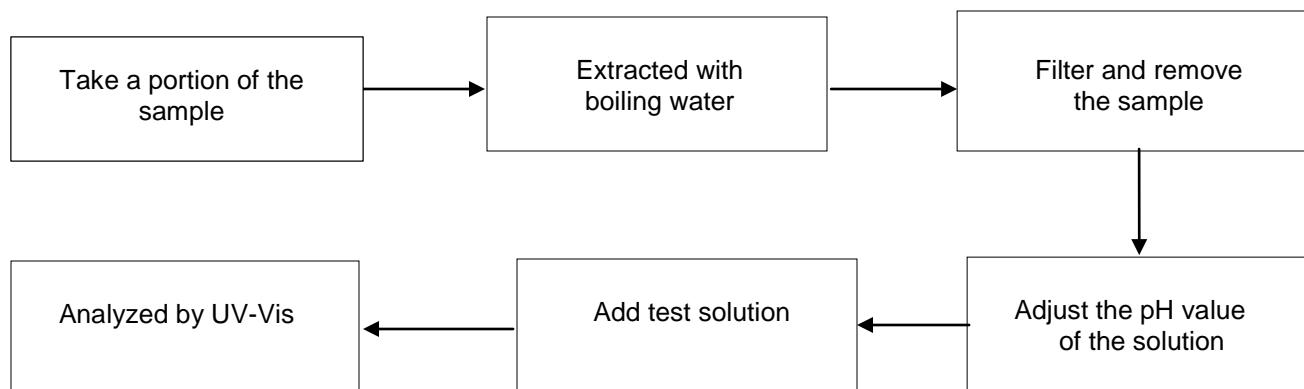 Take a portion of the
sample
Extracted with
boiling water
Filter and remove
the sample
Adjust the pH value
of the solution
Add test solution
Analyzed by UV-Vis